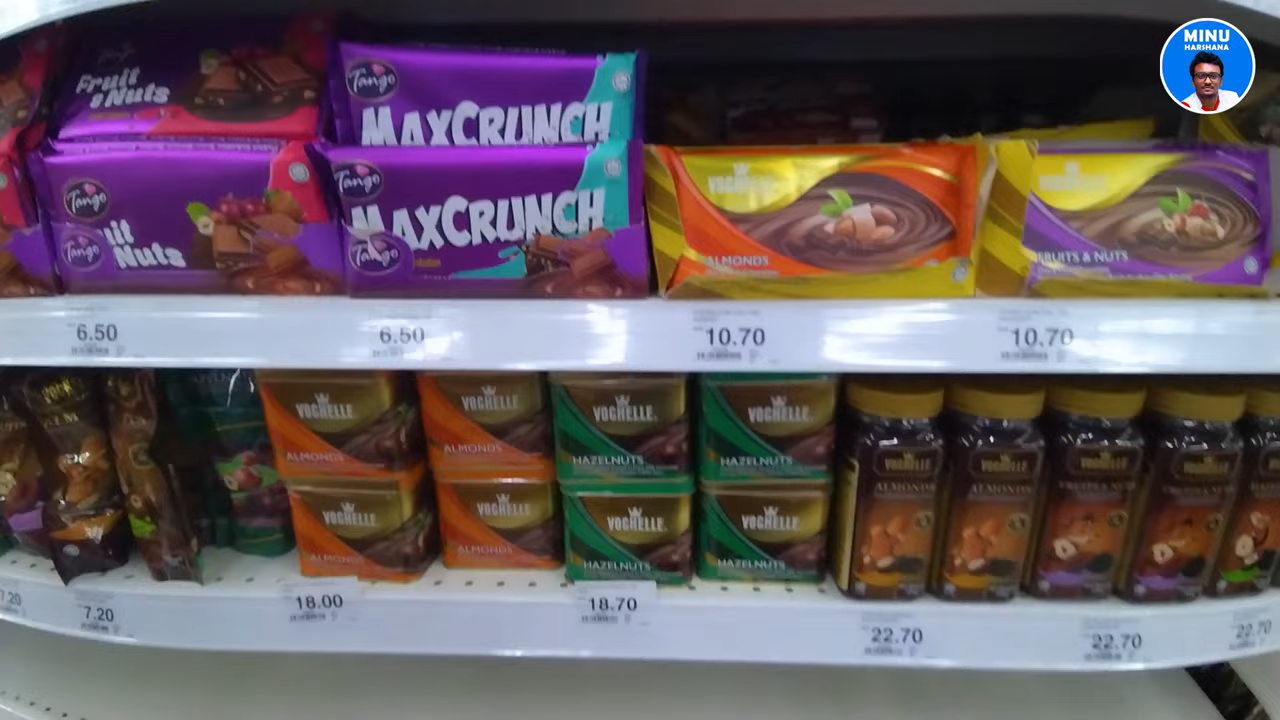 MINU
HARSHANA
Fruit
& Nuts
Tango
MAXCRUNCH
Tango
Nuts
Tango
Tango
MAXCRUNCH
Tango
VOCHELLE
ALMONDS
FRUITS & NUTS
6.50
6.50
10.70
10.70
VOCHELLE
ALMONDS
VOCHELLE
ALMONDS
VOCHELLE
HAZELNUTS
VOCHELLE
HAZELNUTS
VOCHELLE
ALMONDS
VOCHELLE
ALMONDS
VOCHELLE
HAZELNUTS
VOCHELLE
HAZELNUTS
VOCHELLE
ALMONDS
VOCHELLE
ALMONDS
VOCHELLE
VOCHELLE
7.20
7.20
18.00
18.70
22.70
22.70
22.70